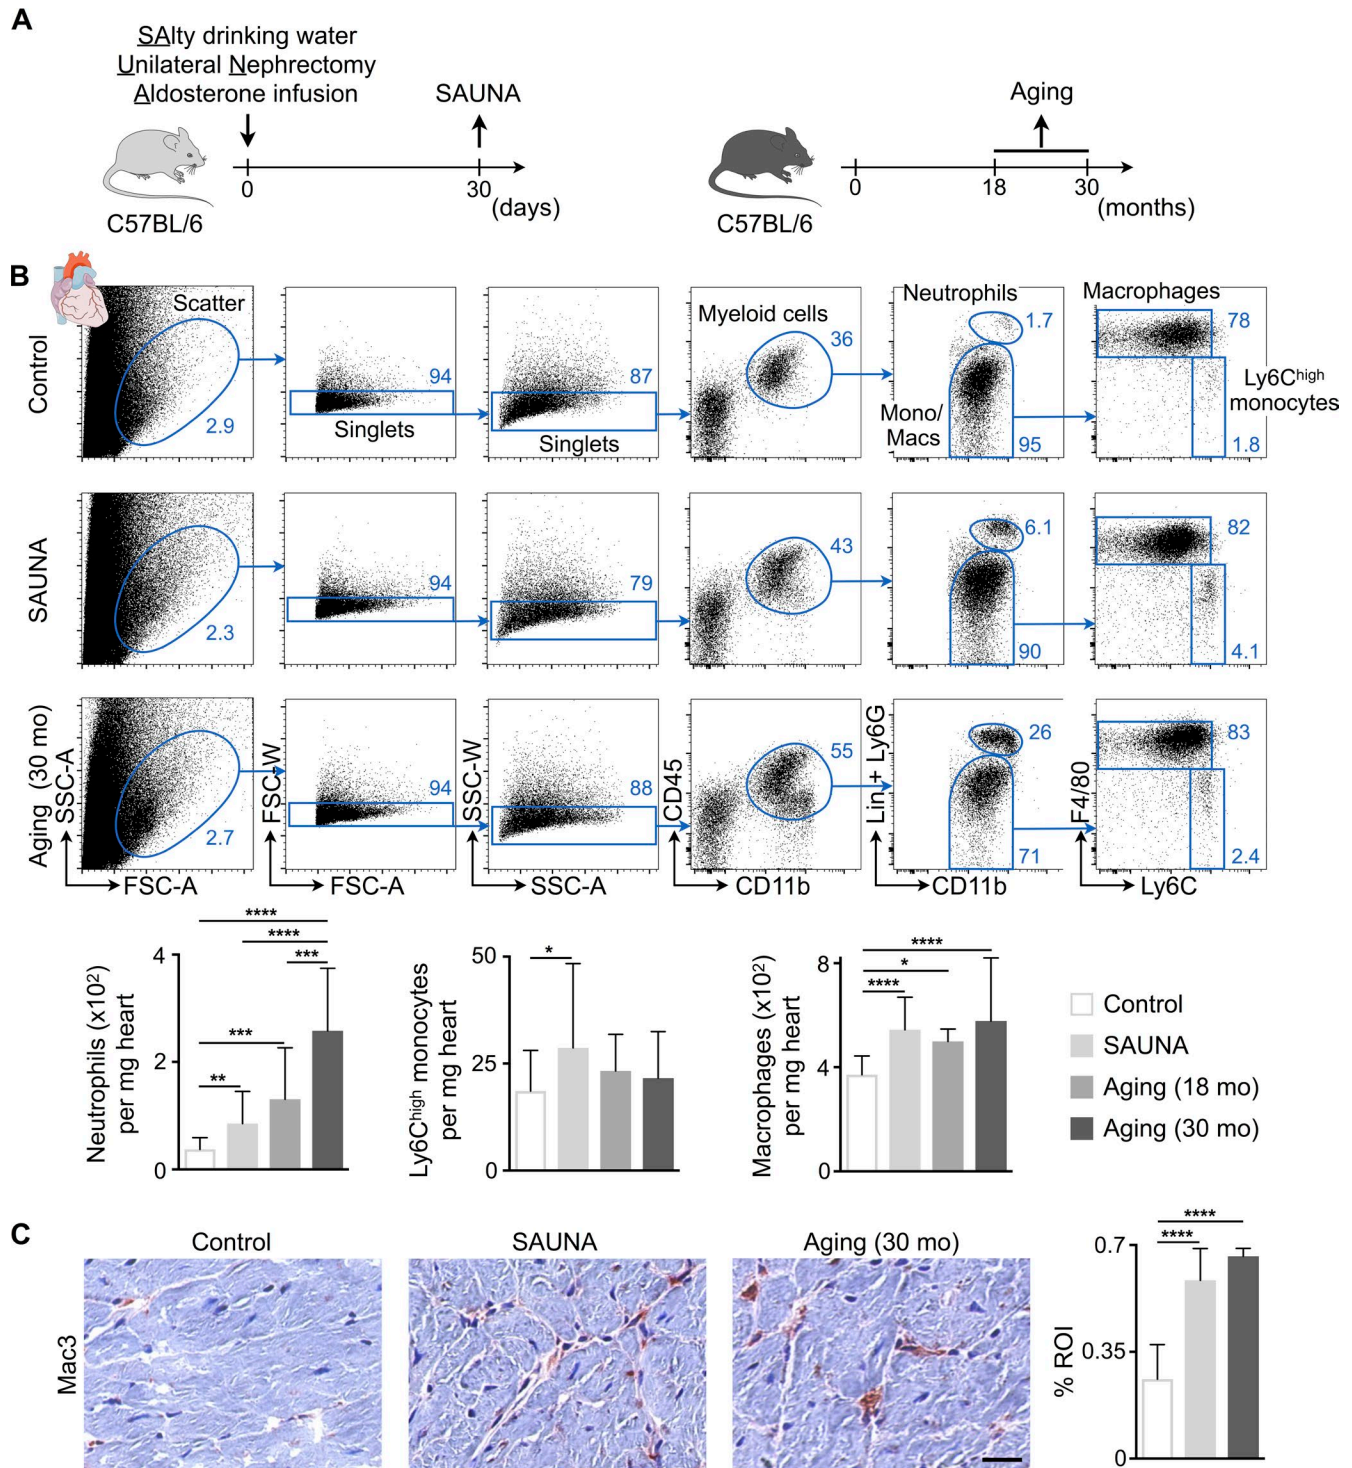 A
SAlty drinking water
Unilateral Nephrectomy
Aldosterone infusion
SAUNA
0
30
(days)
C57BL/6
Aging
0
18
30
(months)
C57BL/6
B
Control
Scatter
2.9
94
Singlets
87
Singlets
Myeloid cells
36
Neutrophils
1.7
Mono/
Macs
95
Macrophages
78
Ly6Chigh
monocytes
1.8
SAUNA
2.3
94
79
43
6.1
90
82
4.1
Aging (30 mo)
SSC-A
2.7
FSC-A
FSC-W
94
FSC-A
SSC-W
88
SSC-A
CD45
55
CD11b
Lin + Ly6G
26
71
CD11b
F4/80
83
2.4
Ly6C
Neutrophils (x10²)
per mg heart
4
2
0
****
****
***
***
**
Ly6Chigh monocytes
per mg heart
50
25
0
*
Macrophages (x10²)
per mg heart
8
4
0
****
*
****
Control
SAUNA
Aging (18 mo)
Aging (30 mo)
C
Mac3
Control
SAUNA
Aging (30 mo)
% ROI
0.7
0.35
0
****
****